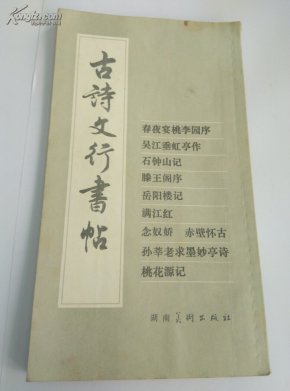 古詩文行書帖
春夜宴桃李园序
吴江垂虹亭作
石钟山记
滕王阁序
岳阳楼记
满江红
念奴娇 赤壁怀古
孙莘老求墨妙亭诗
桃花源记
湖南美术出版社